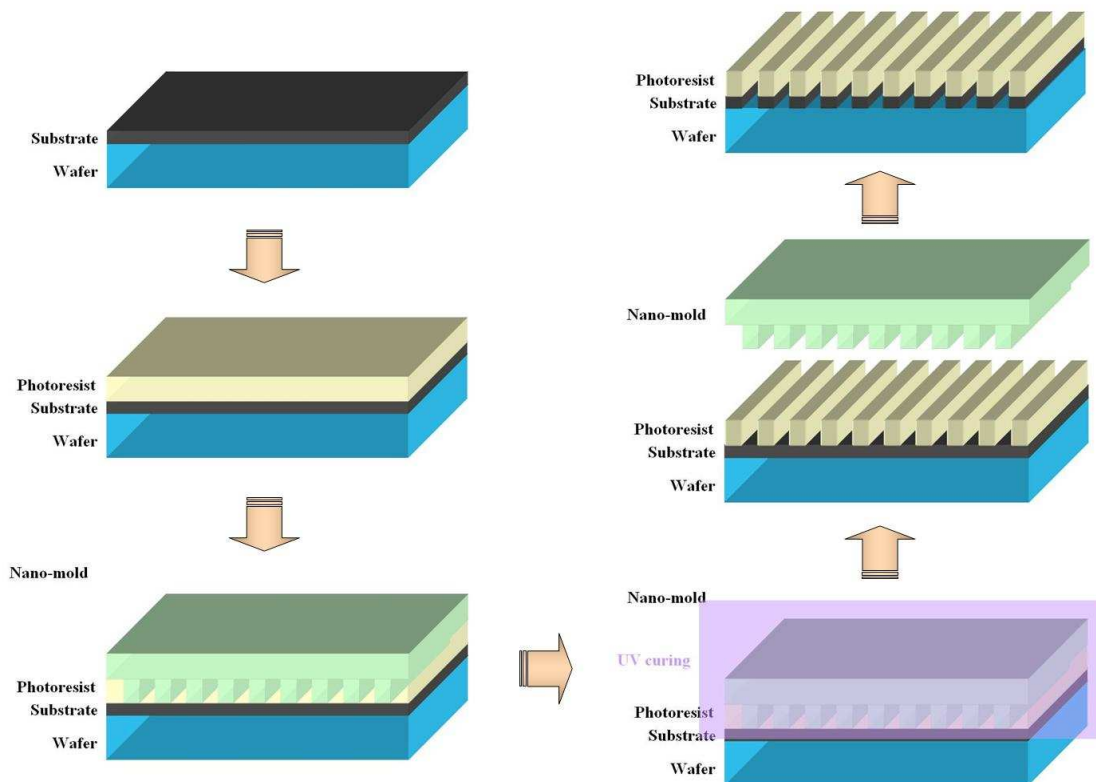 Substrate
Wafer
Photoresist
Substrate
Wafer
Nano-mold
Photoresist
Substrate
Wafer
Nano-mold
UV curing
Photoresist
Substrate
Wafer
Nano-mold
Photoresist
Substrate
Wafer
Photoresist
Substrate
Wafer